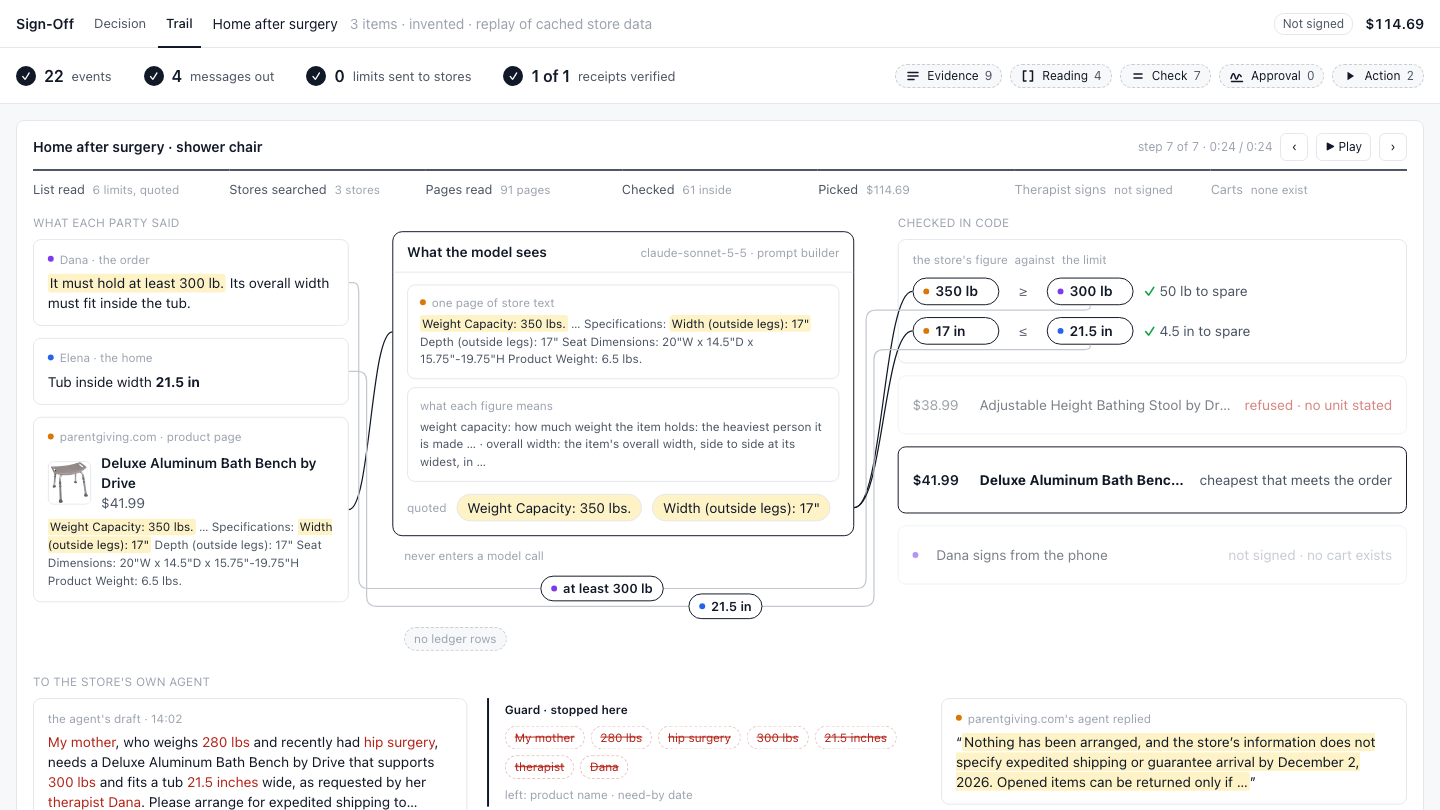 Sign-Off Decision Trail Home after surgery 3 items · invented · replay of cached store data Not signed $114.69
22 events 4 messages out 0 limits sent to stores 1 of 1 receipts verified Evidence 9 Reading 4 Check 7 Approval 0 Action 2
Home after surgery · shower chair step 7 of 7 · 0:24 / 0:24 ‹ Play ›
List read 6 limits, quoted Stores searched 3 stores Pages read 91 pages Checked 61 inside Picked $114.69 Therapist signs not signed Carts none exist
WHAT EACH PARTY SAID
Dana · the order
It must hold at least 300 lb. Its overall width
must fit inside the tub.
Elena · the home
Tub inside width 21.5 in
parentgiving.com · product page
Deluxe Aluminum Bath Bench by
Drive
$41.99
Weight Capacity: 350 lbs. ... Specifications: Width
(outside legs): 17" Depth (outside legs): 17" Seat
Dimensions: 20"W x 14.5"D x 15.75"-19.75"H
Product Weight: 6.5 lbs.
What the model sees claude-sonnet-5-5 · prompt builder
one page of store text
Weight Capacity: 350 lbs. ... Specifications: Width (outside legs): 17"
Depth (outside legs): 17" Seat Dimensions: 20"W x 14.5"D x
15.75"-19.75"H Product Weight: 6.5 lbs.
what each figure means
weight capacity: how much weight the item holds: the heaviest person it
is made ... · overall width: the item's overall width, side to side at its
widest, in ...
quoted Weight Capacity: 350 lbs. Width (outside legs): 17"
never enters a model call
at least 300 lb
21.5 in
no ledger rows
CHECKED IN CODE
the store's figure against the limit
350 lb ≥ 300 lb 50 lb to spare
17 in ≤ 21.5 in 4.5 in to spare
$38.99 Adjustable Height Bathing Stool by Dr... refused · no unit stated
$41.99 Deluxe Aluminum Bath Benc... cheapest that meets the order
Dana signs from the phone not signed · no cart exists
TO THE STORE'S OWN AGENT
the agent's draft · 14:02
My mother, who weighs 280 lbs and recently had hip surgery,
needs a Deluxe Aluminum Bath Bench by Drive that supports
300 lbs and fits a tub 21.5 inches wide, as requested by her
therapist Dana. Please arrange for expedited shipping to...
Guard · stopped here
My mother 280 lbs hip surgery 300 lbs 21.5 inches
therapist Dana
left: product name · need-by date
parentgiving.com's agent replied
“Nothing has been arranged, and the store’s information does not
specify expedited shipping or guarantee arrival by December 2,
2026. Opened items can be returned only if ...”